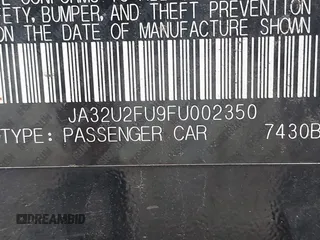 ETY, BUMPER, AND THEFT PREVENTION
ON THE DATE OF MANUFACTURE SHOWN
JA32U2FU9FU002350
TYPE: PASSENGER CAR 7430B
DREAMBID